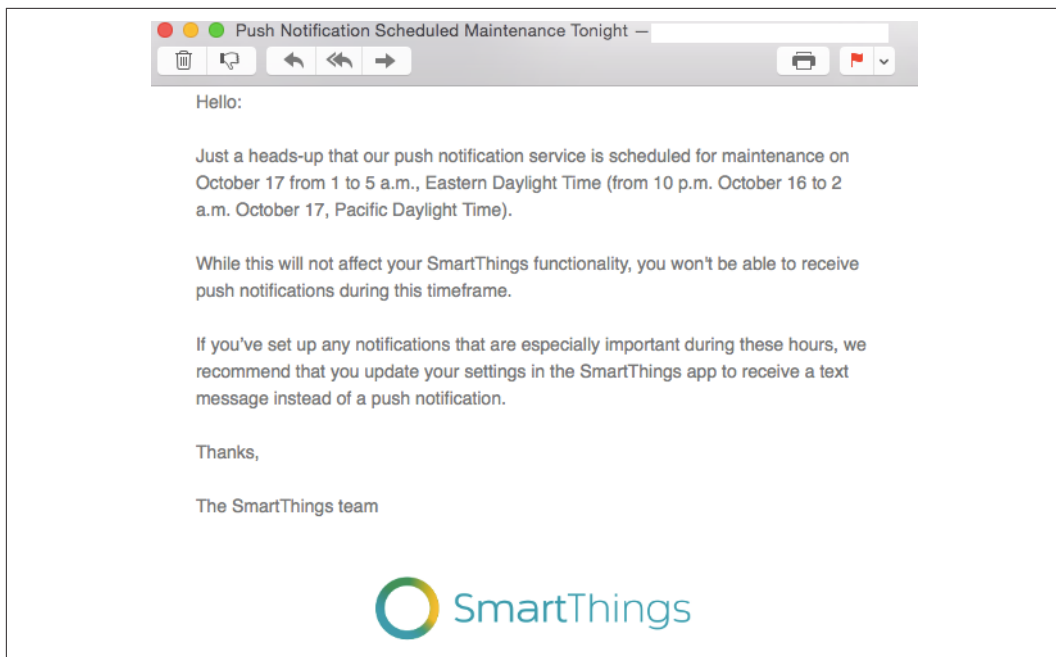 Push Notification Scheduled Maintenance Tonight —
Hello:
Just a heads-up that our push notification service is scheduled for maintenance on
October 17 from 1 to 5 a.m., Eastern Daylight Time (from 10 p.m. October 16 to 2
a.m. October 17, Pacific Daylight Time).
While this will not affect your SmartThings functionality, you won't be able to receive
push notifications during this timeframe.
If you've set up any notifications that are especially important during these hours, we
recommend that you update your settings in the SmartThings app to receive a text
message instead of a push notification.
Thanks,
The SmartThings team
SmartThings